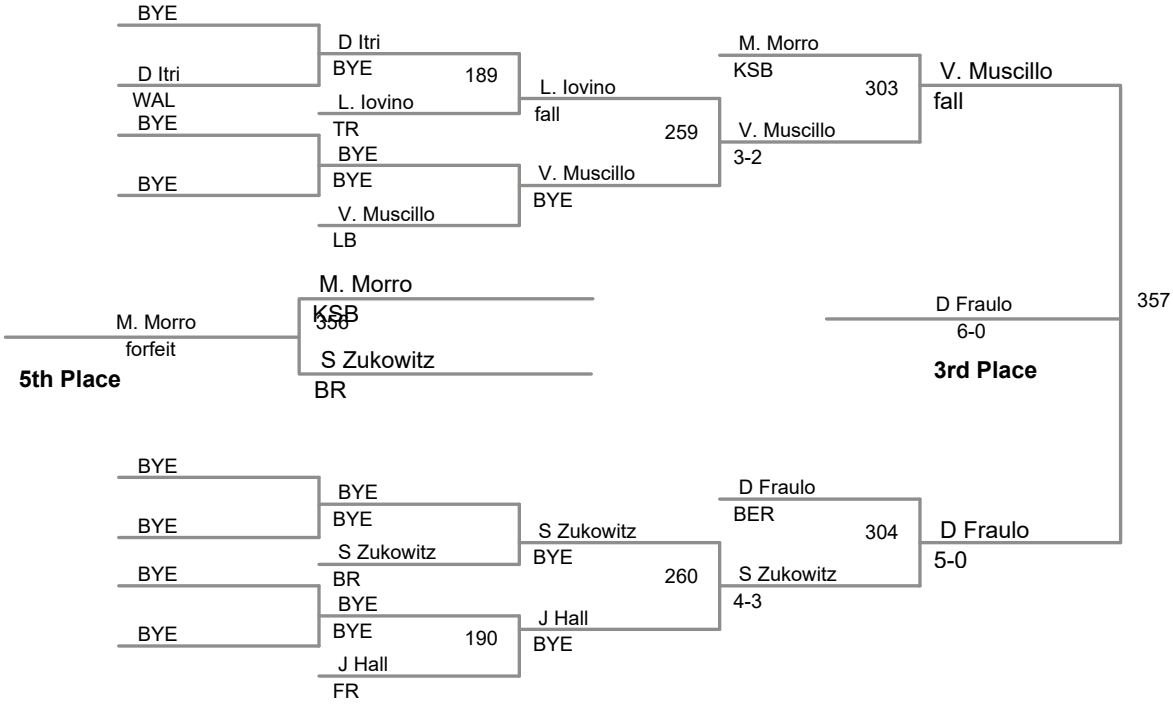 BYE
D Itri
BYE
D Itri
WAL
189
L. Iovino
TR
L. Iovino
fall
M. Morro
KSB
303
V. Muscillo
fall
BYE
BYE
BYE
BYE
259
V. Muscillo
3-2
V. Muscillo
BYE
V. Muscillo
LB
M. Morro
KSB
356
S Zukowitz
BR
M. Morro
forfeit
5th Place
D Fraulo
6-0
3rd Place
357
BYE
BYE
BYE
BYE
S Zukowitz
BR
S Zukowitz
BYE
D Fraulo
BER
304
D Fraulo
5-0
BYE
BYE
BYE
BYE
190
260
S Zukowitz
4-3
J Hall
BYE
J Hall
FR